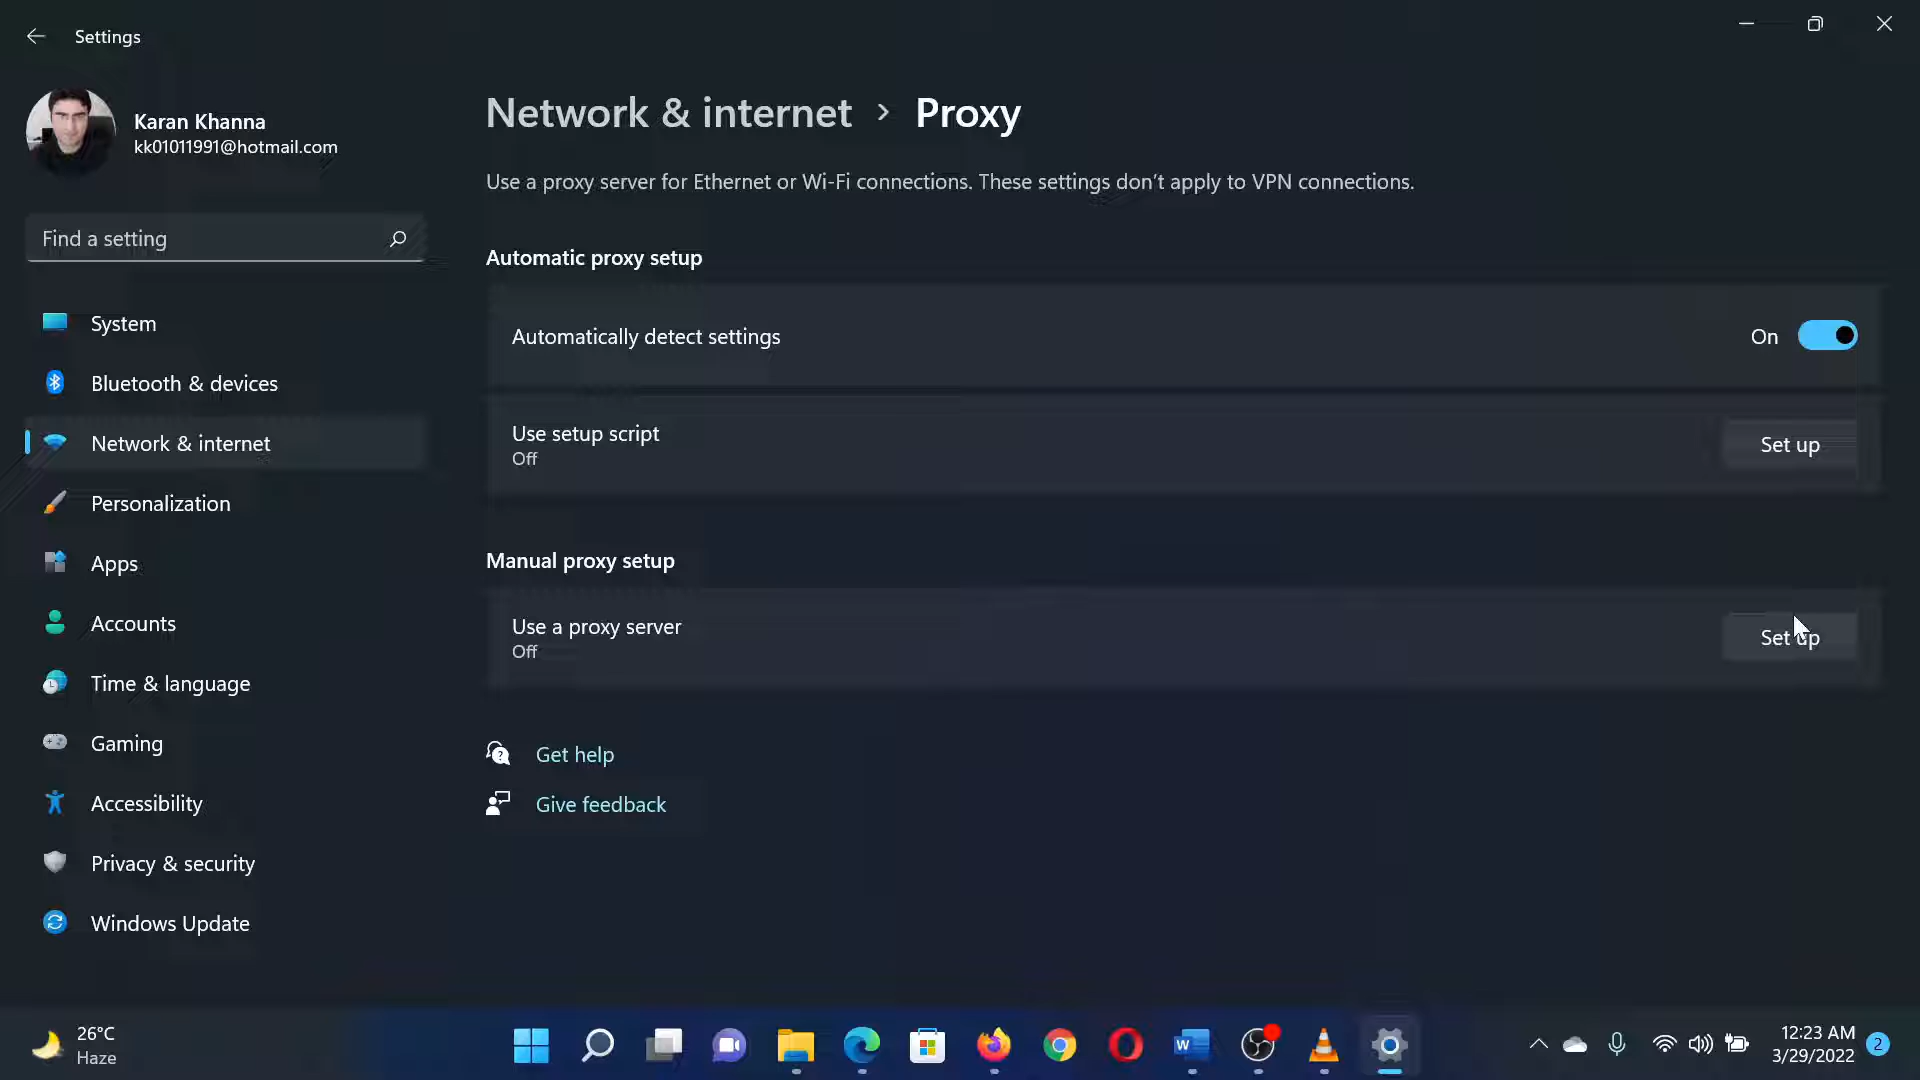 Settings
Karan Khanna
kk01011991@hotmail.com
Find a setting
System
Bluetooth & devices
Network & internet
Personalization
Apps
Accounts
Time & language
Gaming
Accessibility
Privacy & security
Windows Update
Network & internet › Proxy
Use a proxy server for Ethernet or Wi-Fi connections. These settings don't apply to VPN connections.
Automatic proxy setup
Automatically detect settings
On
Use setup script
Off
Set up
Manual proxy setup
Use a proxy server
Off
Set up
Get help
Give feedback
26°C
Haze
W
12:23 AM
3/29/2022
2